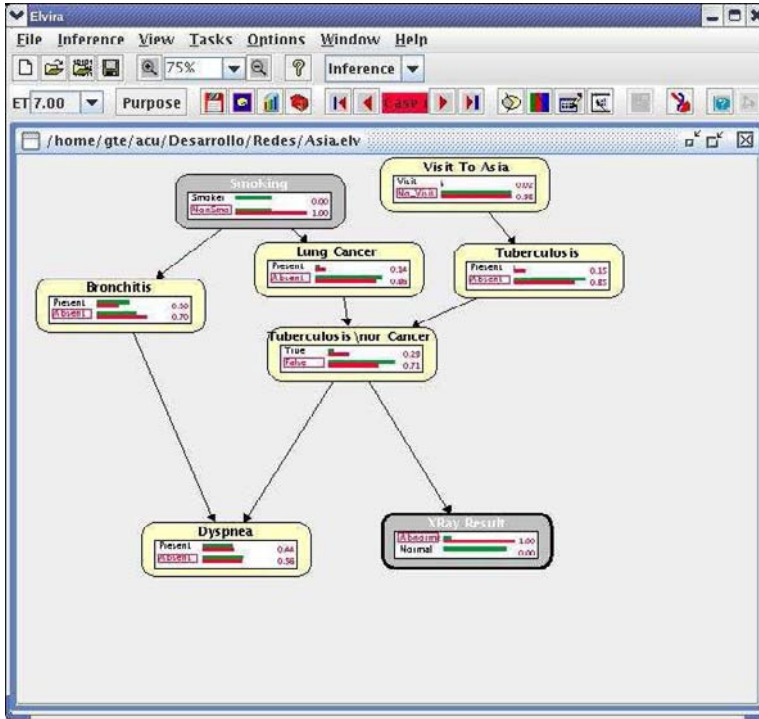 Elvira
File Inference View Tasks Options Window Help
75% Inference
ET 7.00 Purpose Case 1
/home/gte/acu/Desarrollo/Redes/Asia.elv
Visit To Asia
Visit 0.02
No_Visit 0.98
Smoking
Smoker 0.00
NonSmo 1.00
Lung Cancer
Present 0.14
Absent 0.86
Tuberculosis
Present 0.15
Absent 0.85
Bronchitis
Present 0.30
Absent 0.70
Tuberculosis \nor Cancer
True 0.29
False 0.71
Dyspnea
Present 0.44
Absent 0.56
XRay Result
Abnorm 1.00
Normal 0.00